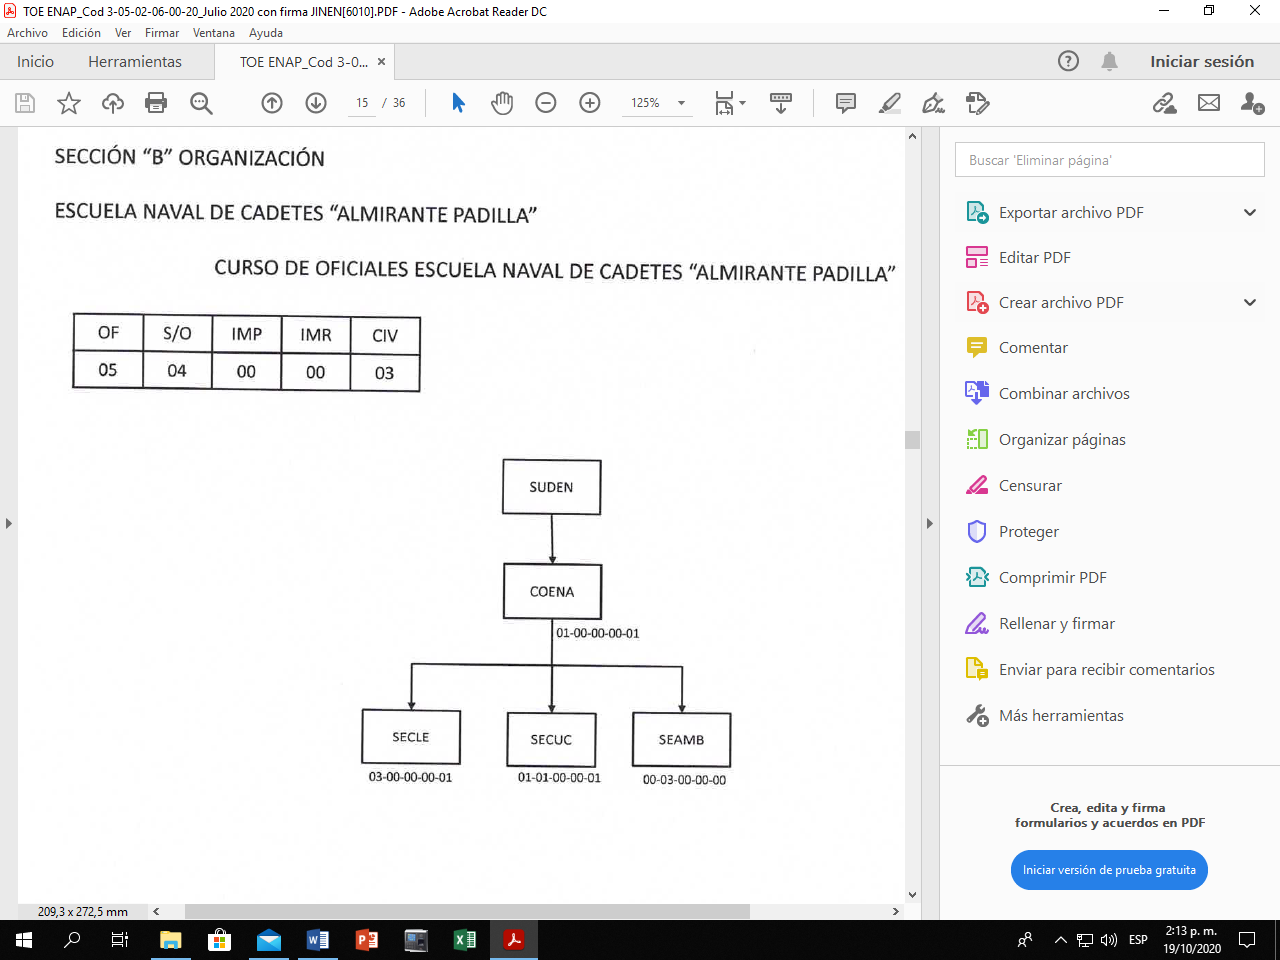 TOE ENAP_Cod 3-05-02-06-00-20_Julio 2020 con firma JINEN[6010].PDF - Adobe Acrobat Reader DC
Archivo Edición Ver Firmar Ventana Ayuda
Inicio Herramientas TOE ENAP_Cod 3-0... × Iniciar sesión
15 / 36 125%
SECCIÓN “B” ORGANIZACIÓN
ESCUELA NAVAL DE CADETES “ALMIRANTE PADILLA”
CURSO DE OFICIALES ESCUELA NAVAL DE CADETES “ALMIRANTE PADILLA”
OF S/O IMP IMR CIV
05 04 00 00 03
SUDEN
COENA
01-00-00-00-01
SECLE SECUC SEAMB
03-00-00-00-01 01-01-00-00-01 00-03-00-00-00
209,3 x 272,5 mm
Buscar 'Eliminar página'
Exportar archivo PDF
Editar PDF
Crear archivo PDF
Comentar
Combinar archivos
Organizar páginas
Censurar
Proteger
Comprimir PDF
Rellenar y firmar
Enviar para recibir comentarios
Más herramientas
Crea, edita y firma
formularios y acuerdos en PDF
Iniciar versión de prueba gratuita
ESP
2:13 p. m.
19/10/2020